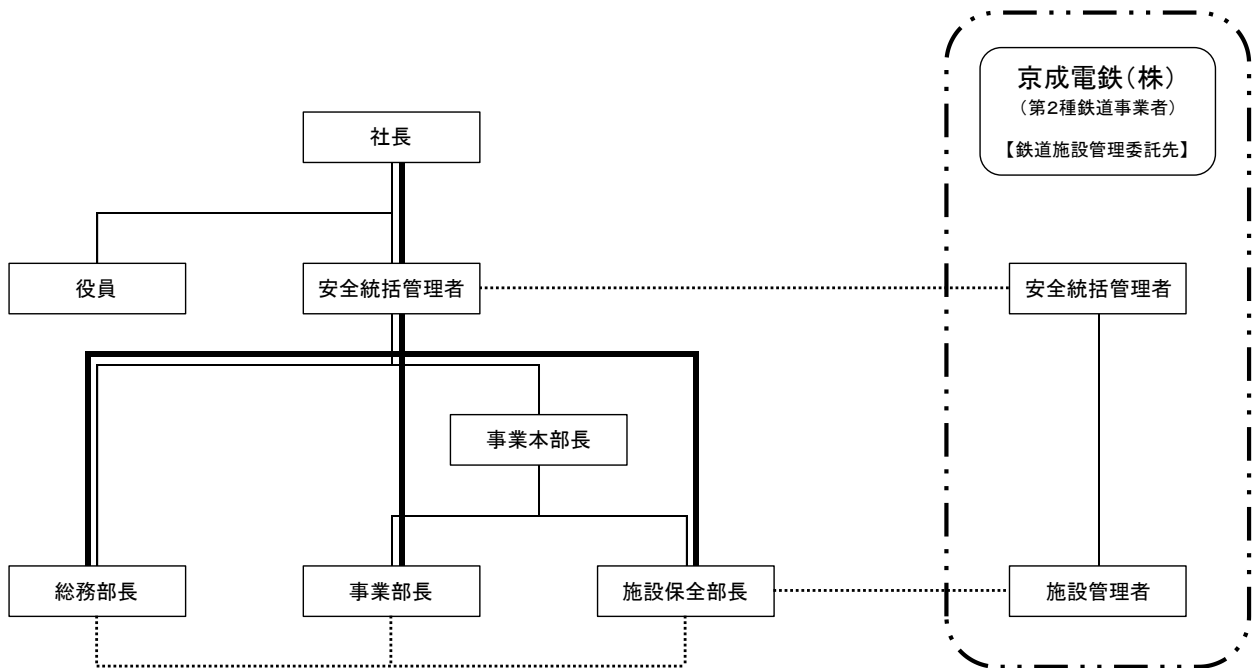 京成電鉄(株)
(第2種鉄道事業者)
【鉄道施設管理委託先】
社長
役員
安全統括管理者
安全統括管理者
事業本部長
総務部長
事業部長
施設保全部長
施設管理者